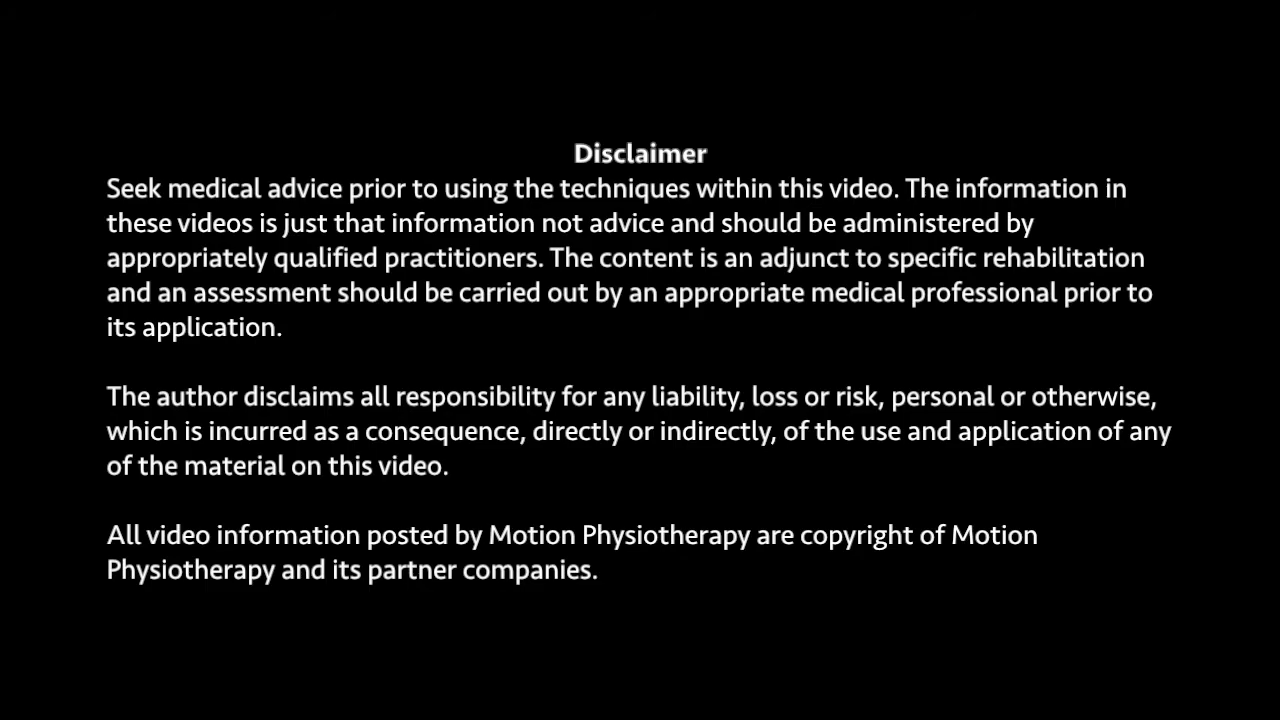 Disclaimer
Seek medical advice prior to using the techniques within this video. The information in
these videos is just that information not advice and should be administered by
appropriately qualified practitioners. The content is an adjunct to specific rehabilitation
and an assessment should be carried out by an appropriate medical professional prior to
its application.
The author disclaims all responsibility for any liability, loss or risk, personal or otherwise,
which is incurred as a consequence, directly or indirectly, of the use and application of any
of the material on this video.
All video information posted by Motion Physiotherapy are copyright of Motion
Physiotherapy and its partner companies.